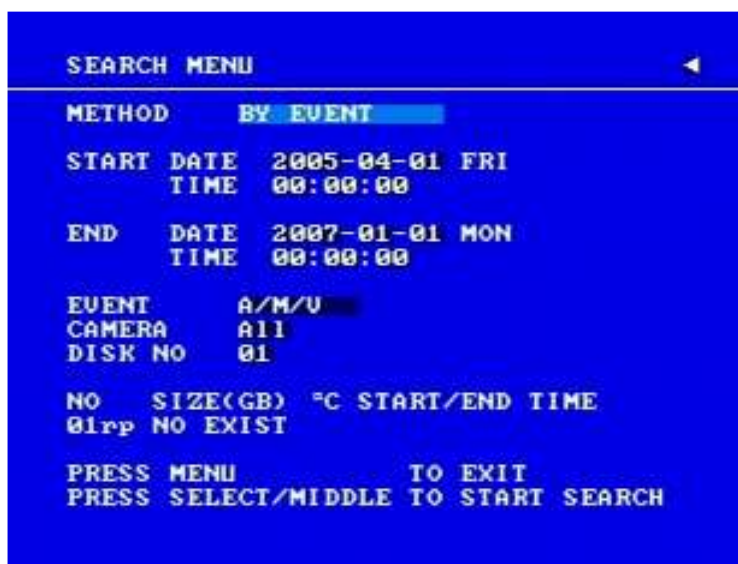 SEARCH MENU
METHOD BY EVENT
START DATE 2005-04-01 FRI
TIME 00:00:00
END DATE 2007-01-01 MON
TIME 00:00:00
EVENT A/M/V
CAMERA All
DISK NO 01
NO SIZE(GB) °C START/END TIME
01rp NO EXIST
PRESS MENU TO EXIT
PRESS SELECT/MIDDLE TO START SEARCH